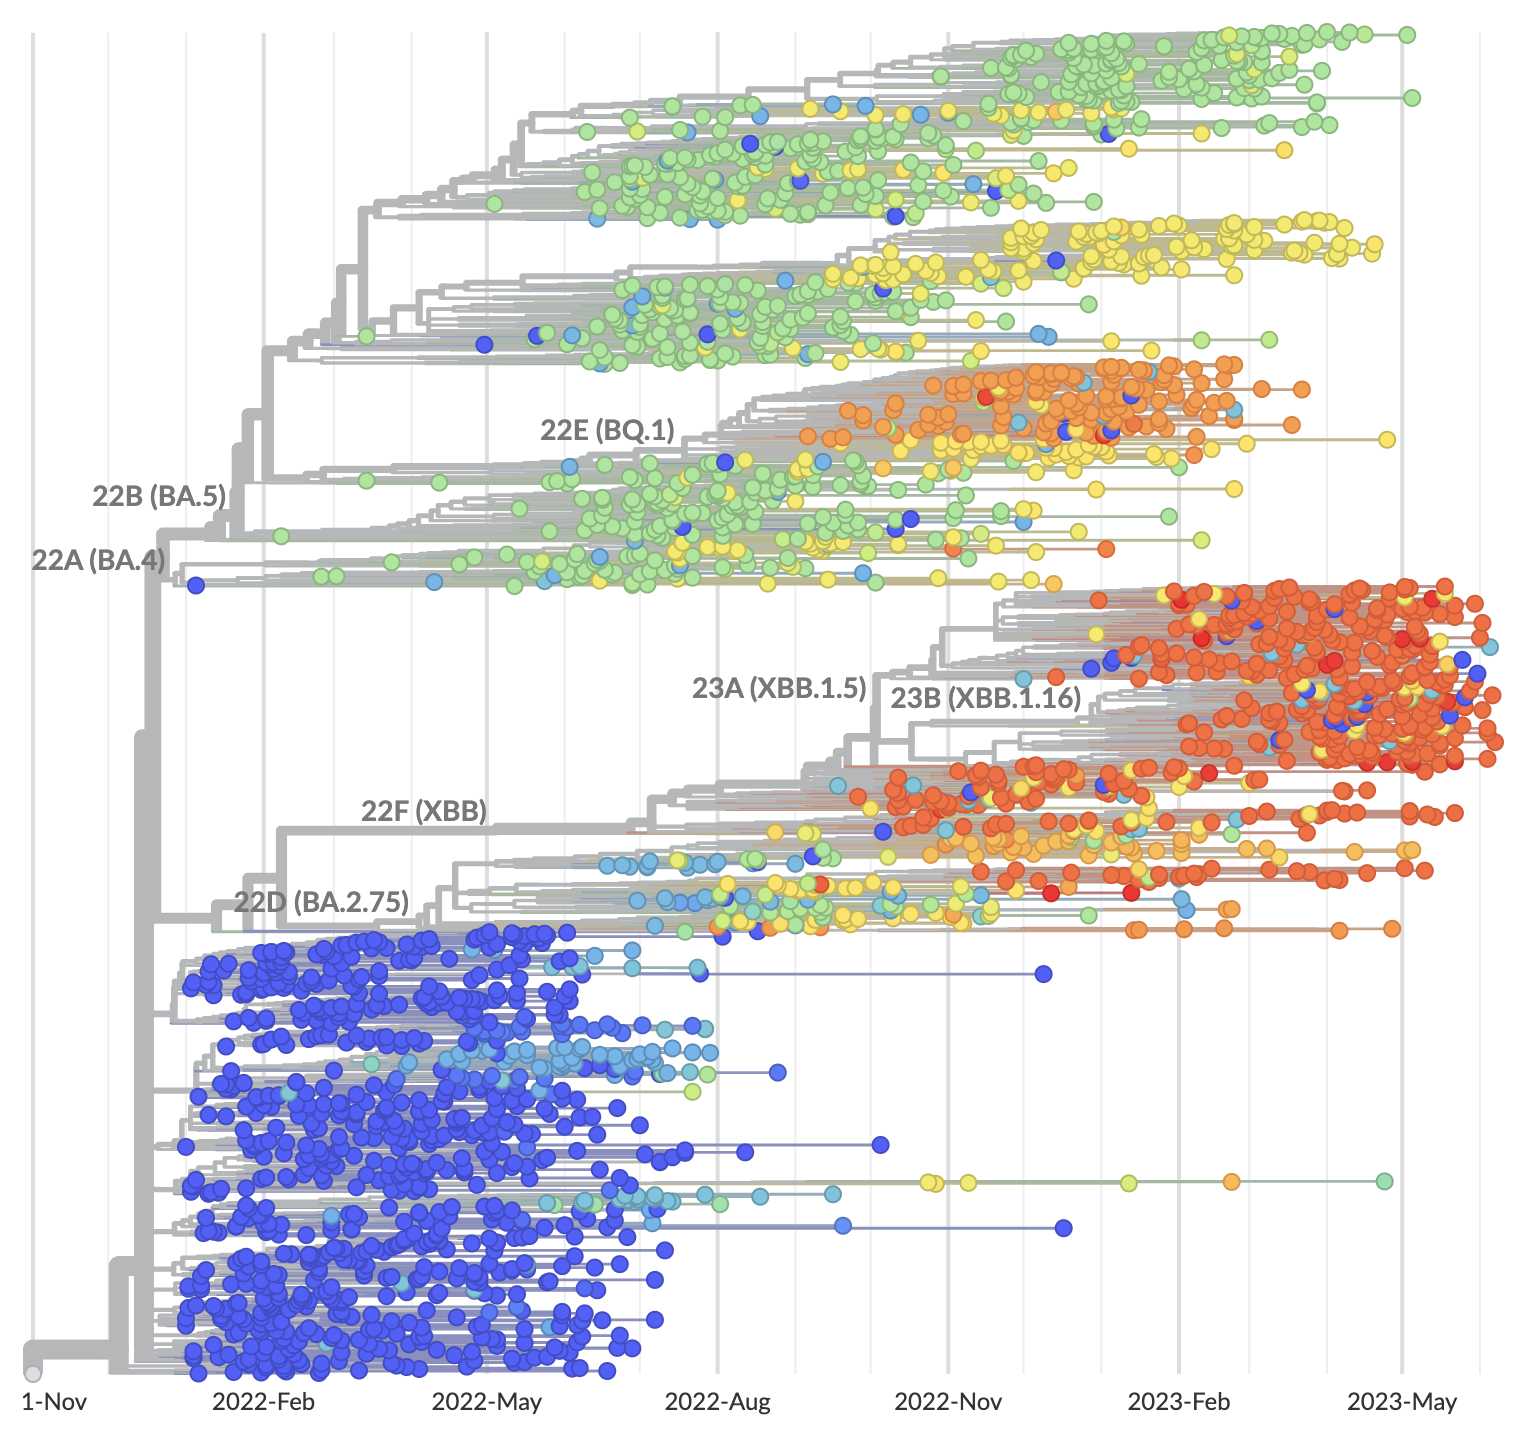 22E (BQ.1)
22B (BA.5)
22A (BA.4)
23A (XBB.1.5)
23B (XBB.1.16)
22F (XBB)
22D (BA.2.75)
1-Nov
2022-Feb
2022-May
2022-Aug
2022-Nov
2023-Feb
2023-May